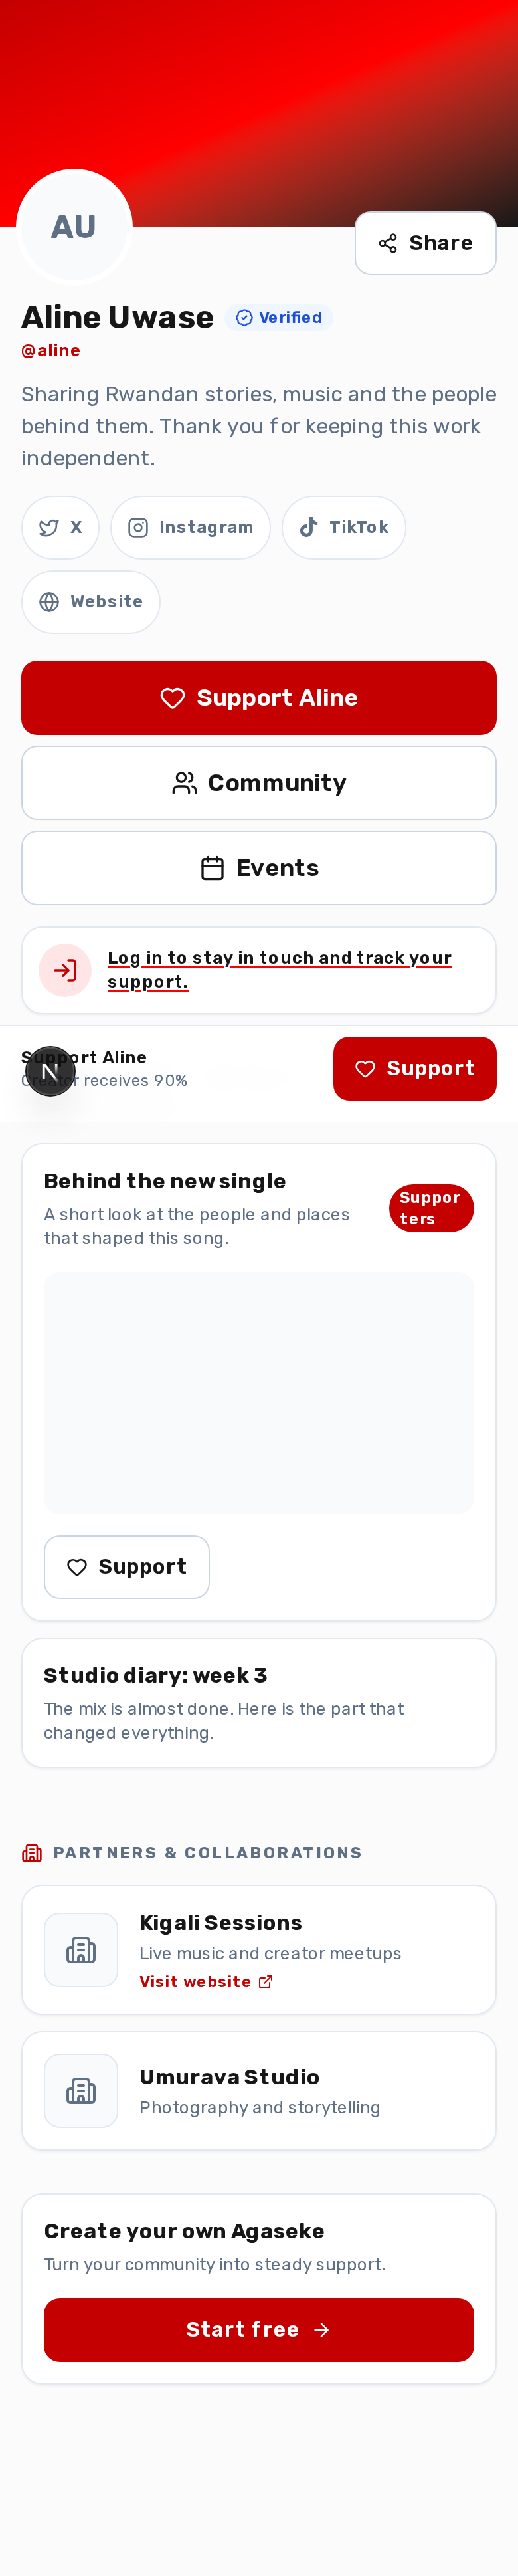 AU
Share
Aline Uwase
Verified
@aline
Sharing Rwandan stories, music and the people
behind them. Thank you for keeping this work
independent.
X
Instagram
TikTok
Website
Support Aline
Community
Events
Log in to stay in touch and track your
support.
Support Aline
Creator receives 90%
N
Support
Behind the new single
A short look at the people and places
that shaped this song.
Suppor
ters
Support
Studio diary: week 3
The mix is almost done. Here is the part that
changed everything.
PARTNERS & COLLABORATIONS
Kigali Sessions
Live music and creator meetups
Visit website
Umurava Studio
Photography and storytelling
Create your own Agaseke
Turn your community into steady support.
Start free